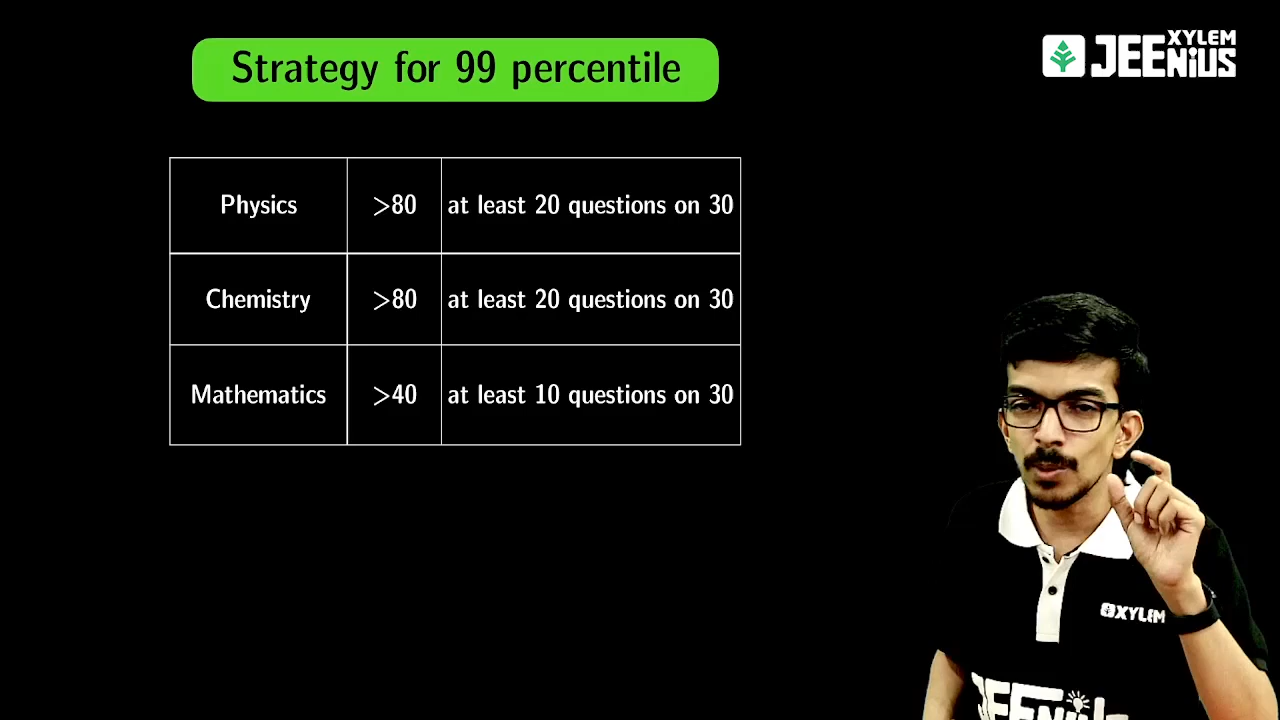 Strategy for 99 percentile
XYLEM
JEENIUS
Physics >80 at least 20 questions on 30
Chemistry >80 at least 20 questions on 30
Mathematics >40 at least 10 questions on 30
XYLEM
JEENIUS